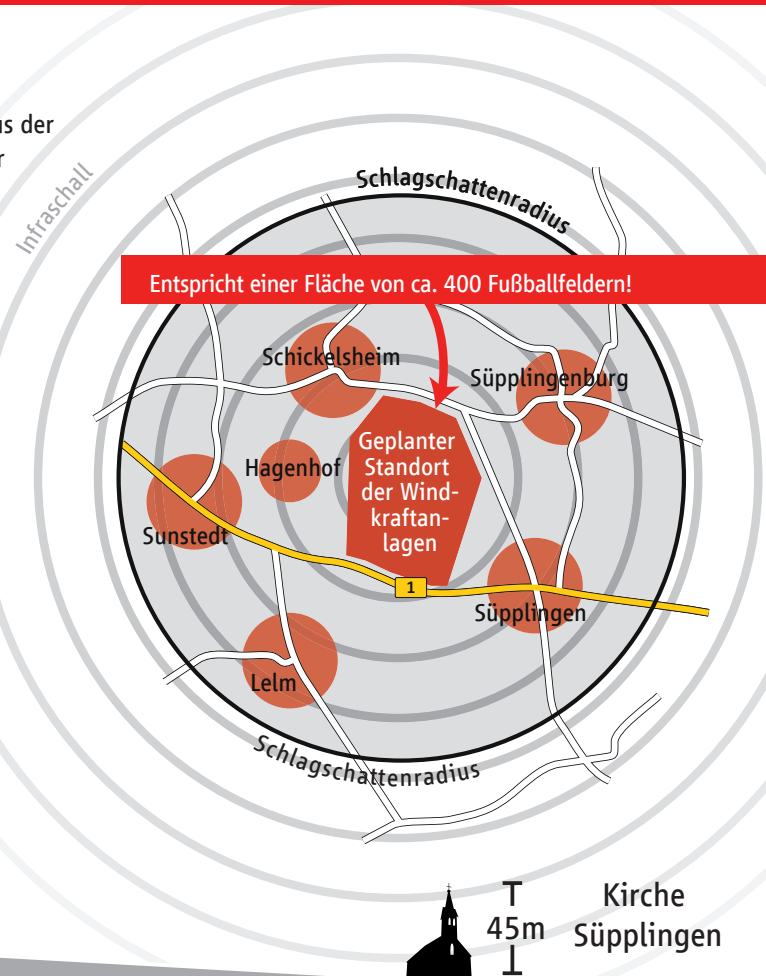 us der
r
Infraschall
Schlagschattenradius
Entspricht einer Fläche von ca. 400 Fußballfeldern!
Schickelsheim
Süpplingenburg
Geplanter
Standort
der Wind-
kraftan-
lagen
Hagenhof
Sunstedt
1
Süpplingen
Lelm
Schlagschattenradius
45m
Kirche
Süpplingen